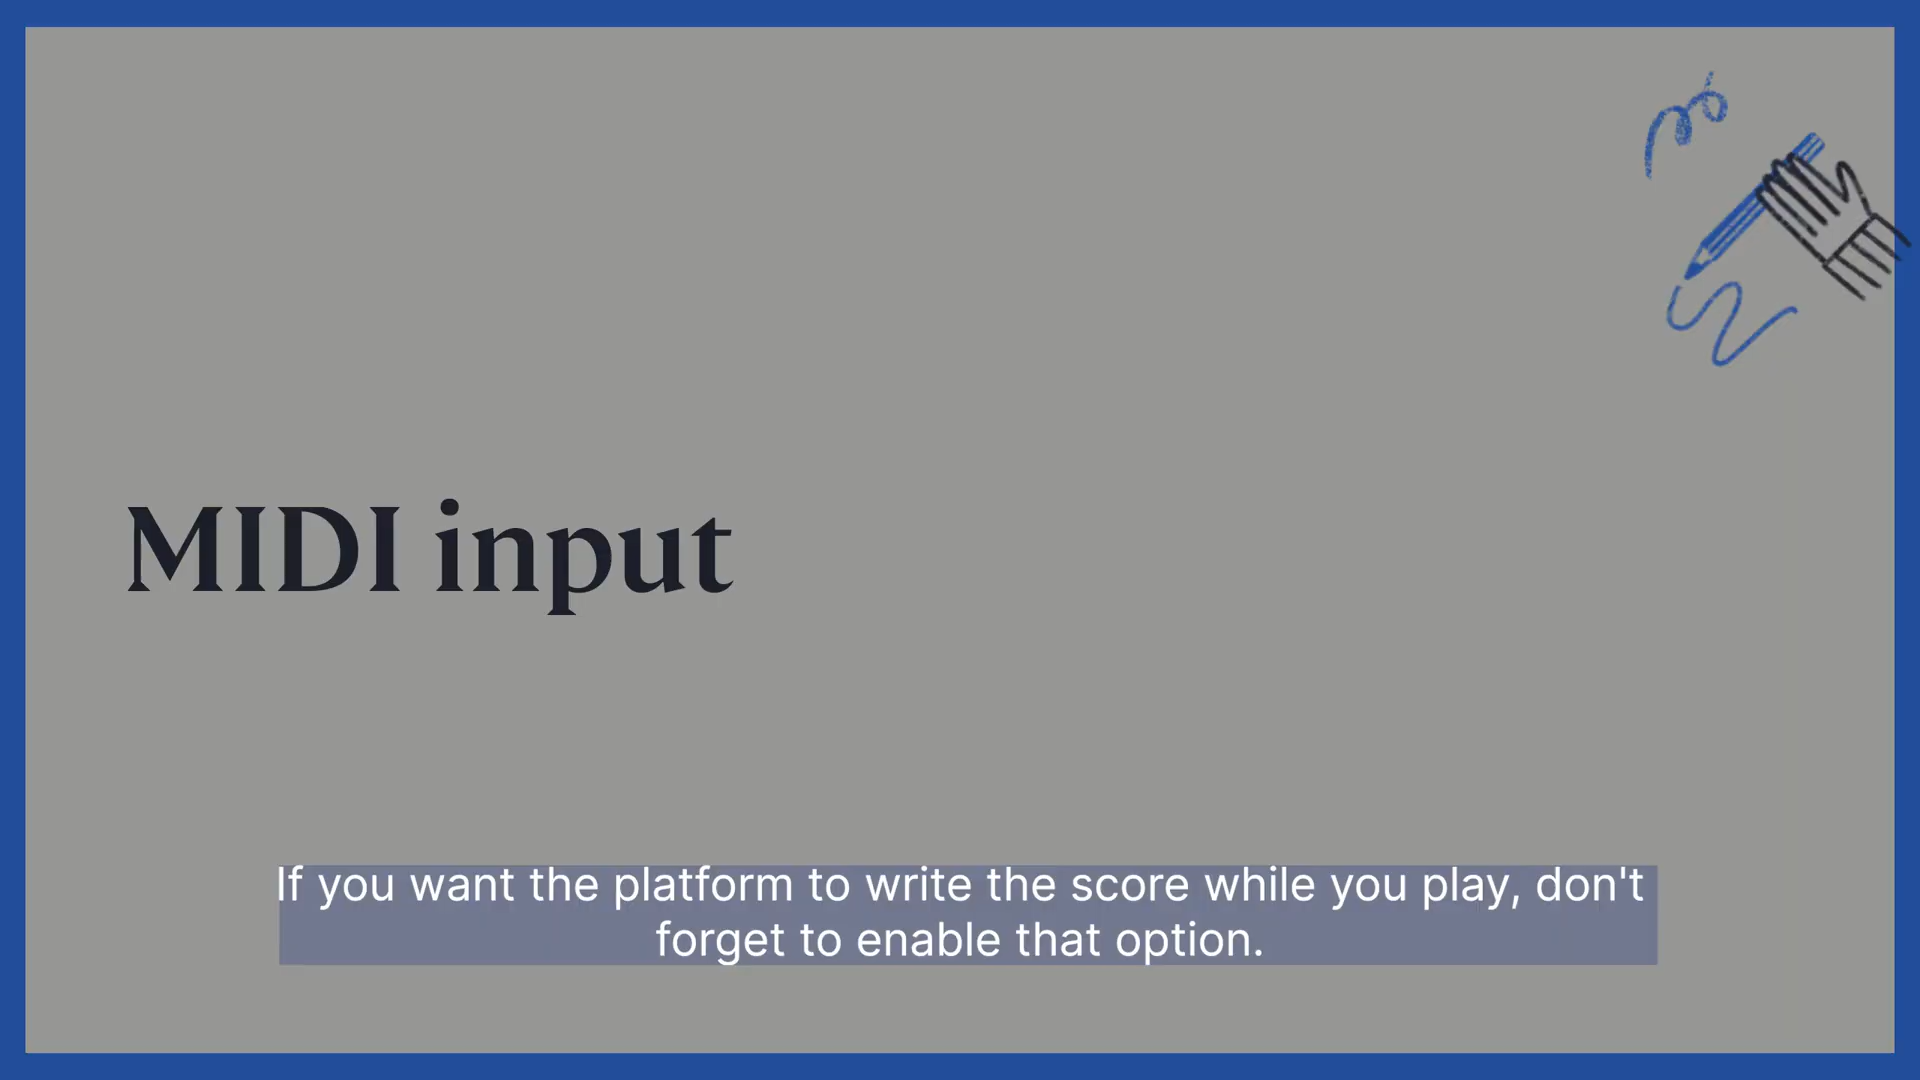 MIDI input
If you want the platform to write the score while you play, don't
forget to enable that option.